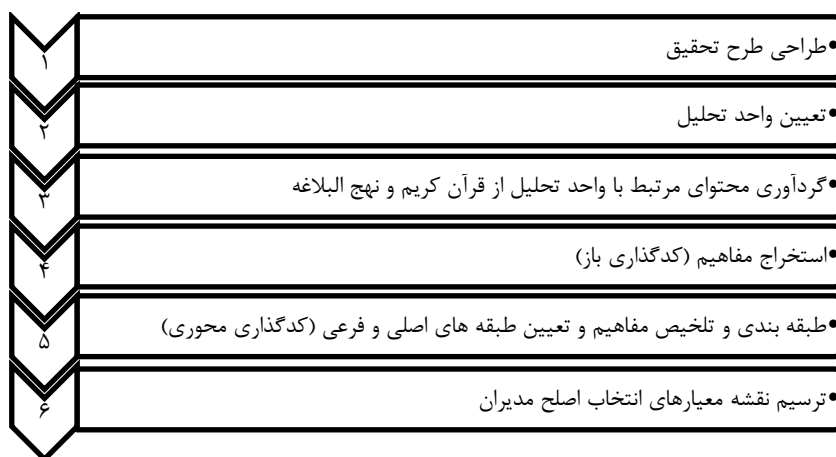 ۱ •طراحی طرح تحقیق
۲ •تعیین واحد تحلیل
۳ •گردآوری محتوای مرتبط با واحد تحلیل از قرآن کریم و نهج البلاغه
۴ •استخراج مفاهیم (کدگذاری باز)
۵ •طبقه بندی و تلخیص مفاهیم و تعیین طبقه های اصلی و فرعی (کدگذاری محوری)
۶ •ترسیم نقشه معیارهای انتخاب اصلح مدیران